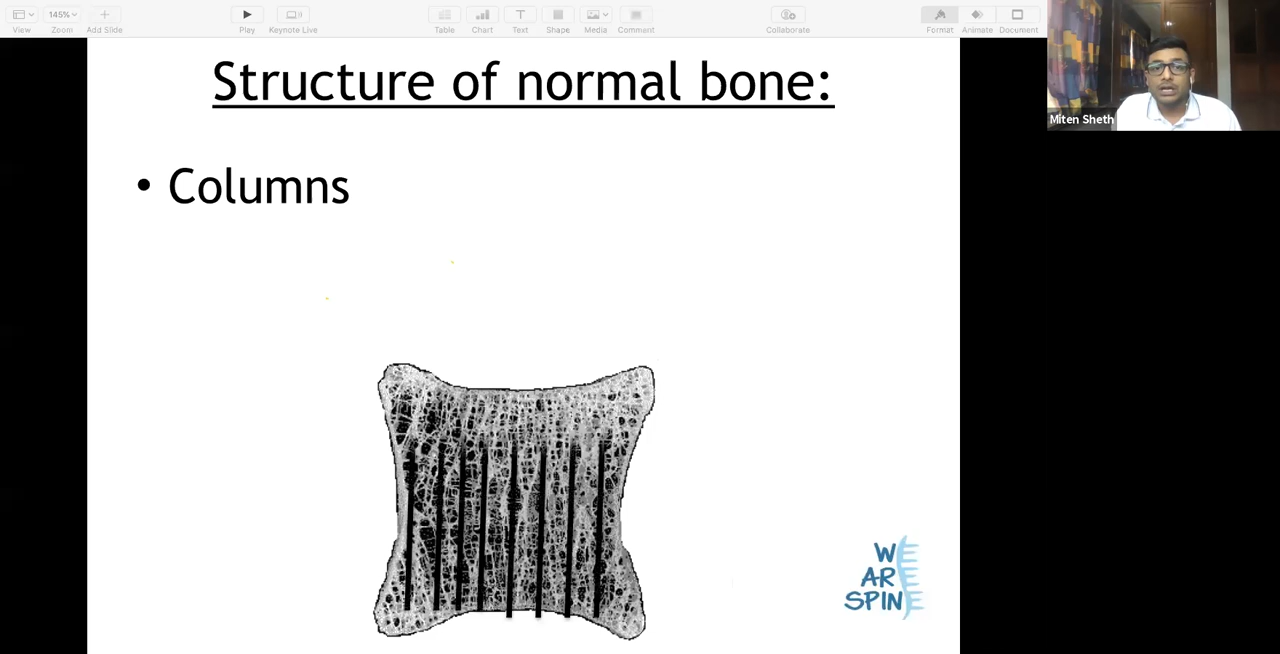 View
145%
Zoom
Add Slide
Play
Keynote Live
Table
Chart
Text
Shape
Media
Comment
Collaborate
Format
Animate
Document
Miten Sheth
Structure of normal bone:
• Columns
WE
ARE
SPINE